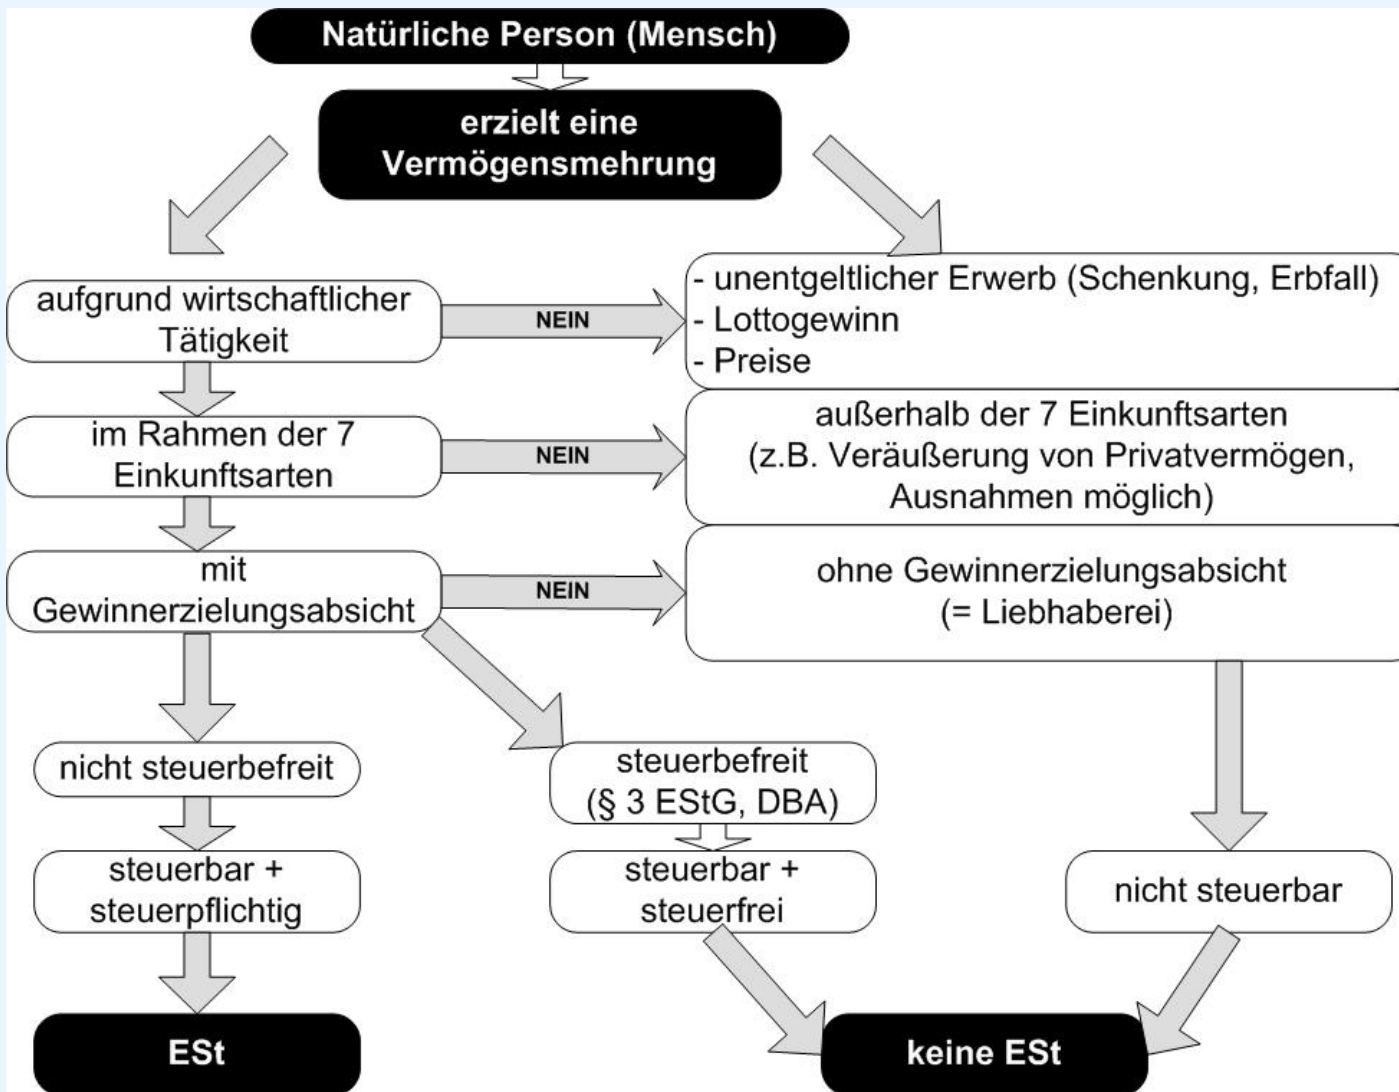 Natürliche Person (Mensch)
erzielt eine
Vermögensmehrung
aufgrund wirtschaftlicher
Tätigkeit
NEIN
- unentgeltlicher Erwerb (Schenkung, Erbfall)
- Lottogewinn
- Preise
im Rahmen der 7
Einkunftsarten
NEIN
außerhalb der 7 Einkunftsarten
(z.B. Veräußerung von Privatvermögen,
Ausnahmen möglich)
mit
Gewinnerzielungsabsicht
NEIN
ohne Gewinnerzielungsabsicht
(= Liebhaberei)
nicht steuerbefreit
steuerbefreit
(§ 3 EStG, DBA)
steuerbar +
steuerpflichtig
steuerbar +
steuerfrei
nicht steuerbar
ESt
keine ESt